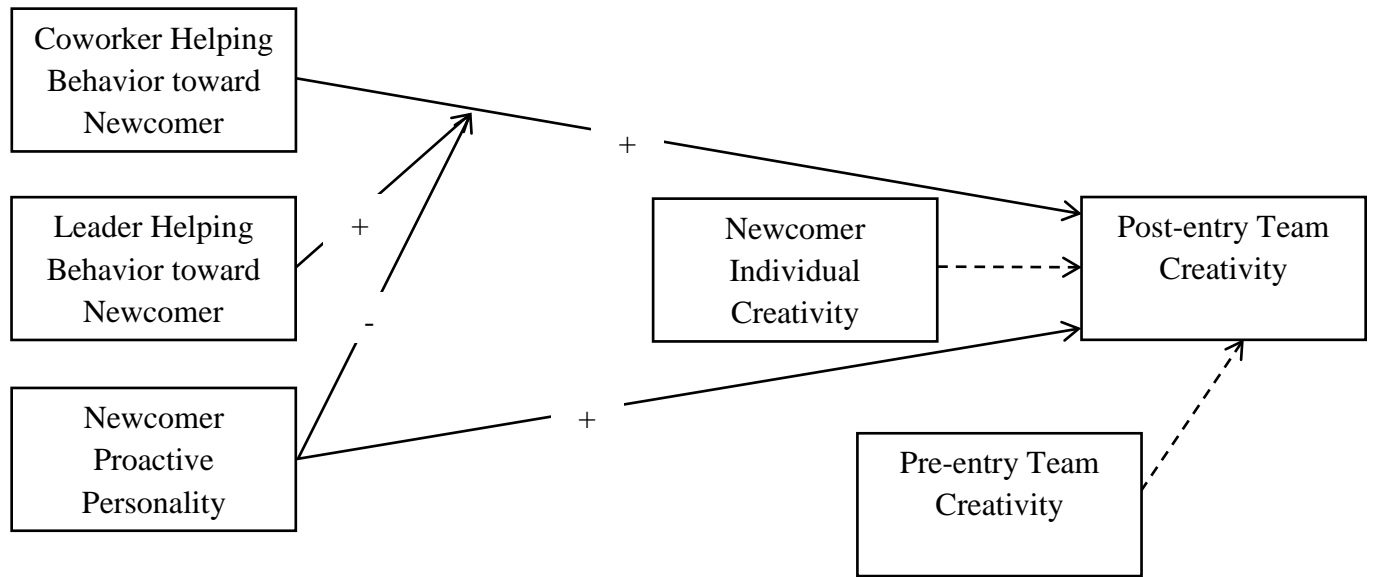 Coworker Helping
Behavior toward
Newcomer
+
Leader Helping
Behavior toward
Newcomer
+
-
Newcomer
Individual
Creativity
Post-entry Team
Creativity
Newcomer
Proactive
Personality
+
Pre-entry Team
Creativity